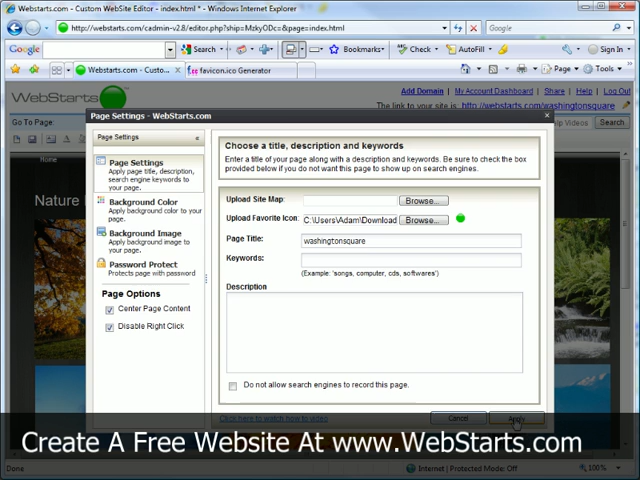 Webstarts.com - Custom WebSite Editor - index.html * - Windows Internet Explorer
http://webstarts.com/cadmin-v2.8/editor.php?ship=MzkyODc=&page=index.html
Google
Search
Bookmarks
Check
AutoFill
Sign In
Webstarts.com - Custo...
favicon.ico Generator
Page
Tools
WebStarts
Add Domain | My Account Dashboard | Share | Help | Log Out
The link to your site is: http://webstarts.com/washingtonsquare
Go To Page:
Help Videos
Search
Home
Nature
Page Settings - WebStarts.com
Page Settings
Page Settings
Apply page title, description, search engine keywords to your page.
Background Color
Apply background color to your page.
Background Image
Apply background image to your page.
Password Protect
Protects page with password
Page Options
Center Page Content
Disable Right Click
Choose a title, description and keywords
Enter a title of your page along with a description and keywords. Be sure to check the box
provided below if you do not want this page to show up on search engines.
Upload Site Map:
Browse...
Upload Favorite Icon:
C:\Users\Adam\Download
Browse...
Page Title:
washingtonsquare
Keywords:
(Example: 'songs, computer, cds, softwares')
Description
Do not allow search engines to record this page.
Click here to watch how to video
Cancel
Apply
Create A Free Website At www.WebStarts.com
Done
Internet | Protected Mode: Off
100%